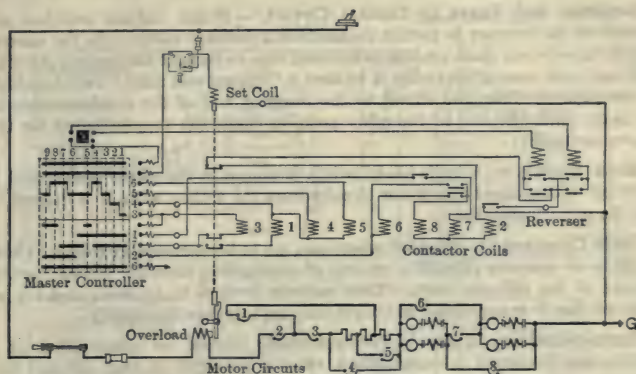 Set Coil
9 8 7 6 5 4 3 2 1
3 1 4 5 6 8 7 2
Reverser
Contactor Coils
Master Controller
6
G
1
Overload
2 3 7
5
Motor Circuits
4 8